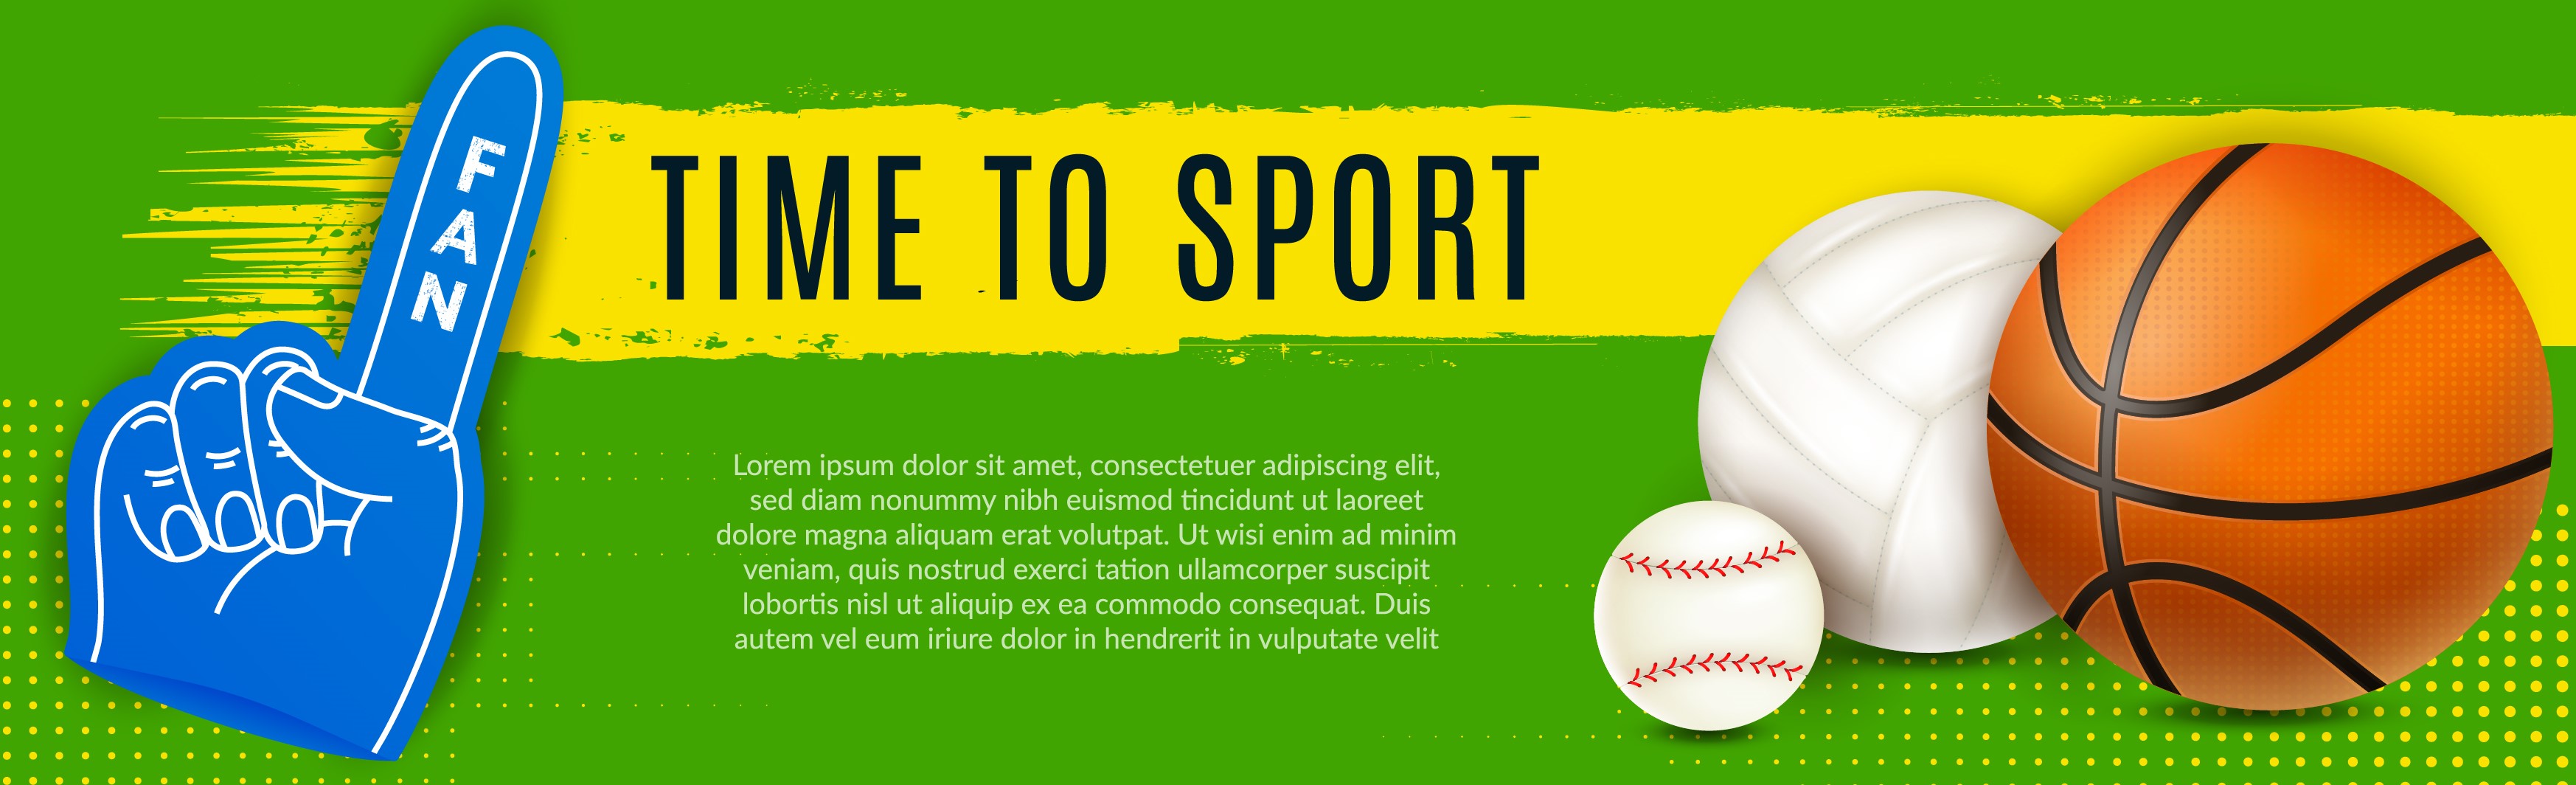 FAN
TIME TO SPORT
Lorem ipsum dolor sit amet, consectetuer adipiscing elit,
sed diam nonummy nibh euismod tincidunt ut laoreet
dolore magna aliquam erat volutpat. Ut wisi enim ad minim
veniam, quis nostrud exerci tation ullamcorper suscipit
lobortis nisl ut aliquip ex ea commodo consequat. Duis
autem vel eum iriure dolor in hendrerit in vulputate velit